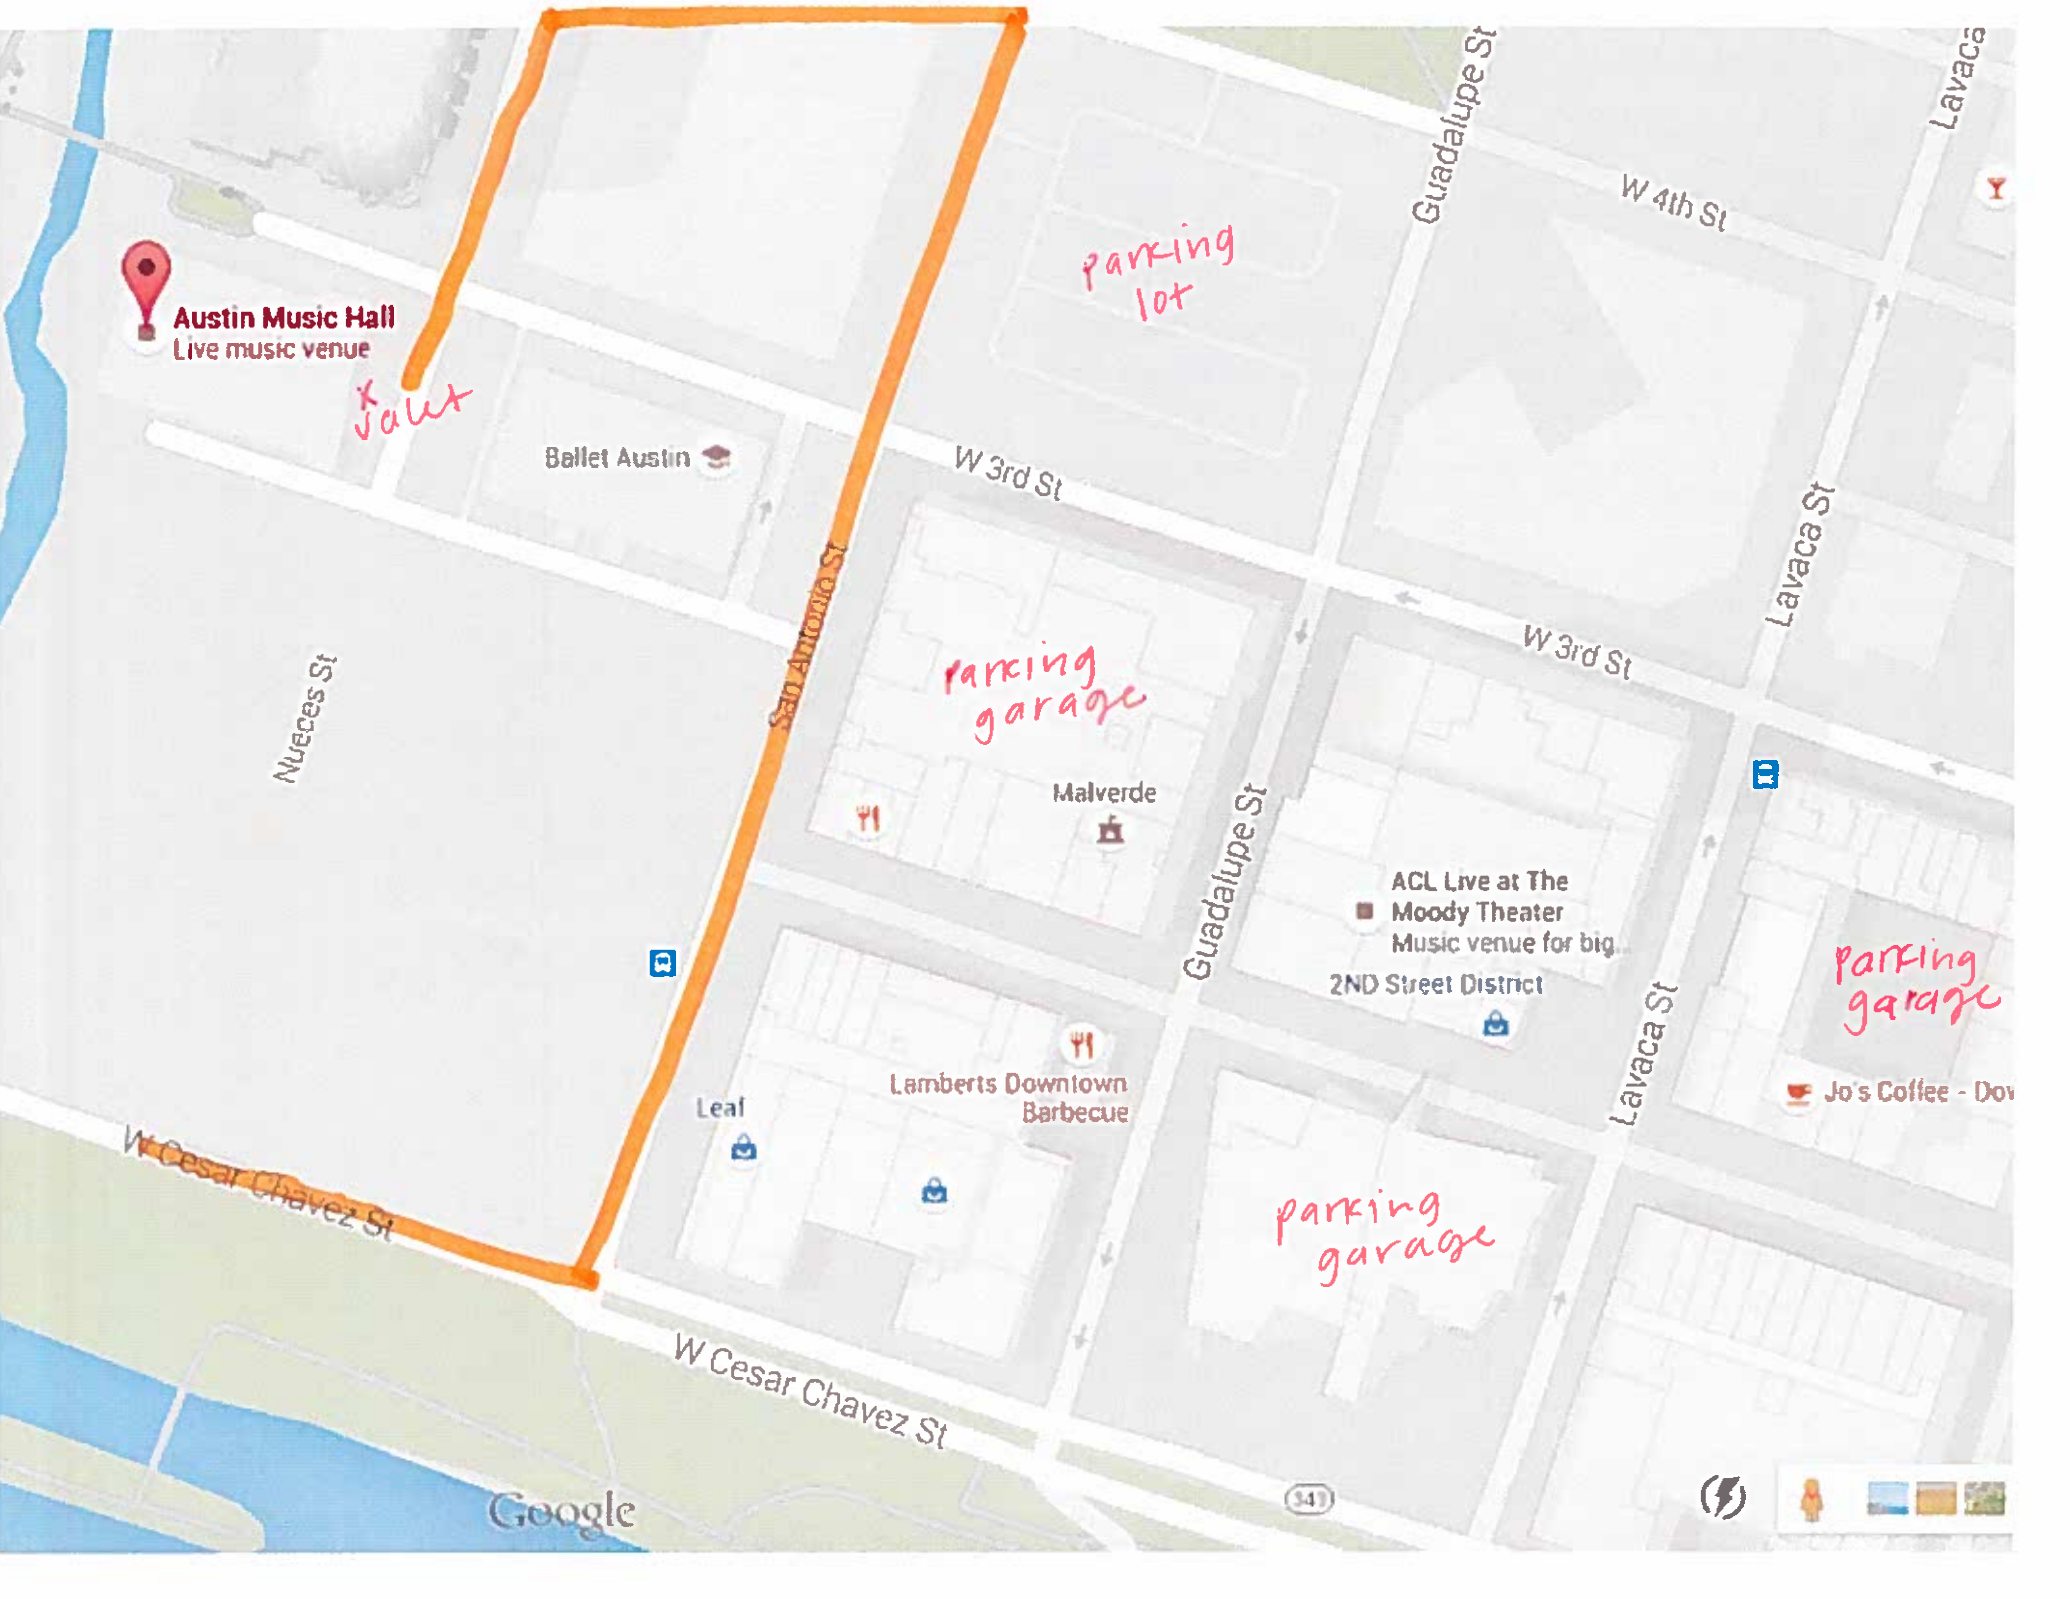 Guadalupe St
Lavaca
W 4th St
parking
lot
Austin Music Hall
Live music venue
x
valet
Ballet Austin
W 3rd St
Lavaca St
San Antonio St
W 3rd St
parking
garage
Nueces St
Malverde
Guadalupe St
ACL Live at The
Moody Theater
Music venue for big...
2ND Street District
parking
garage
Lavaca St
Lamberts Downtown
Barbecue
Jo's Coffee - Dow
Leaf
W Cesar Chavez St
parking
garage
W Cesar Chavez St
343
Google